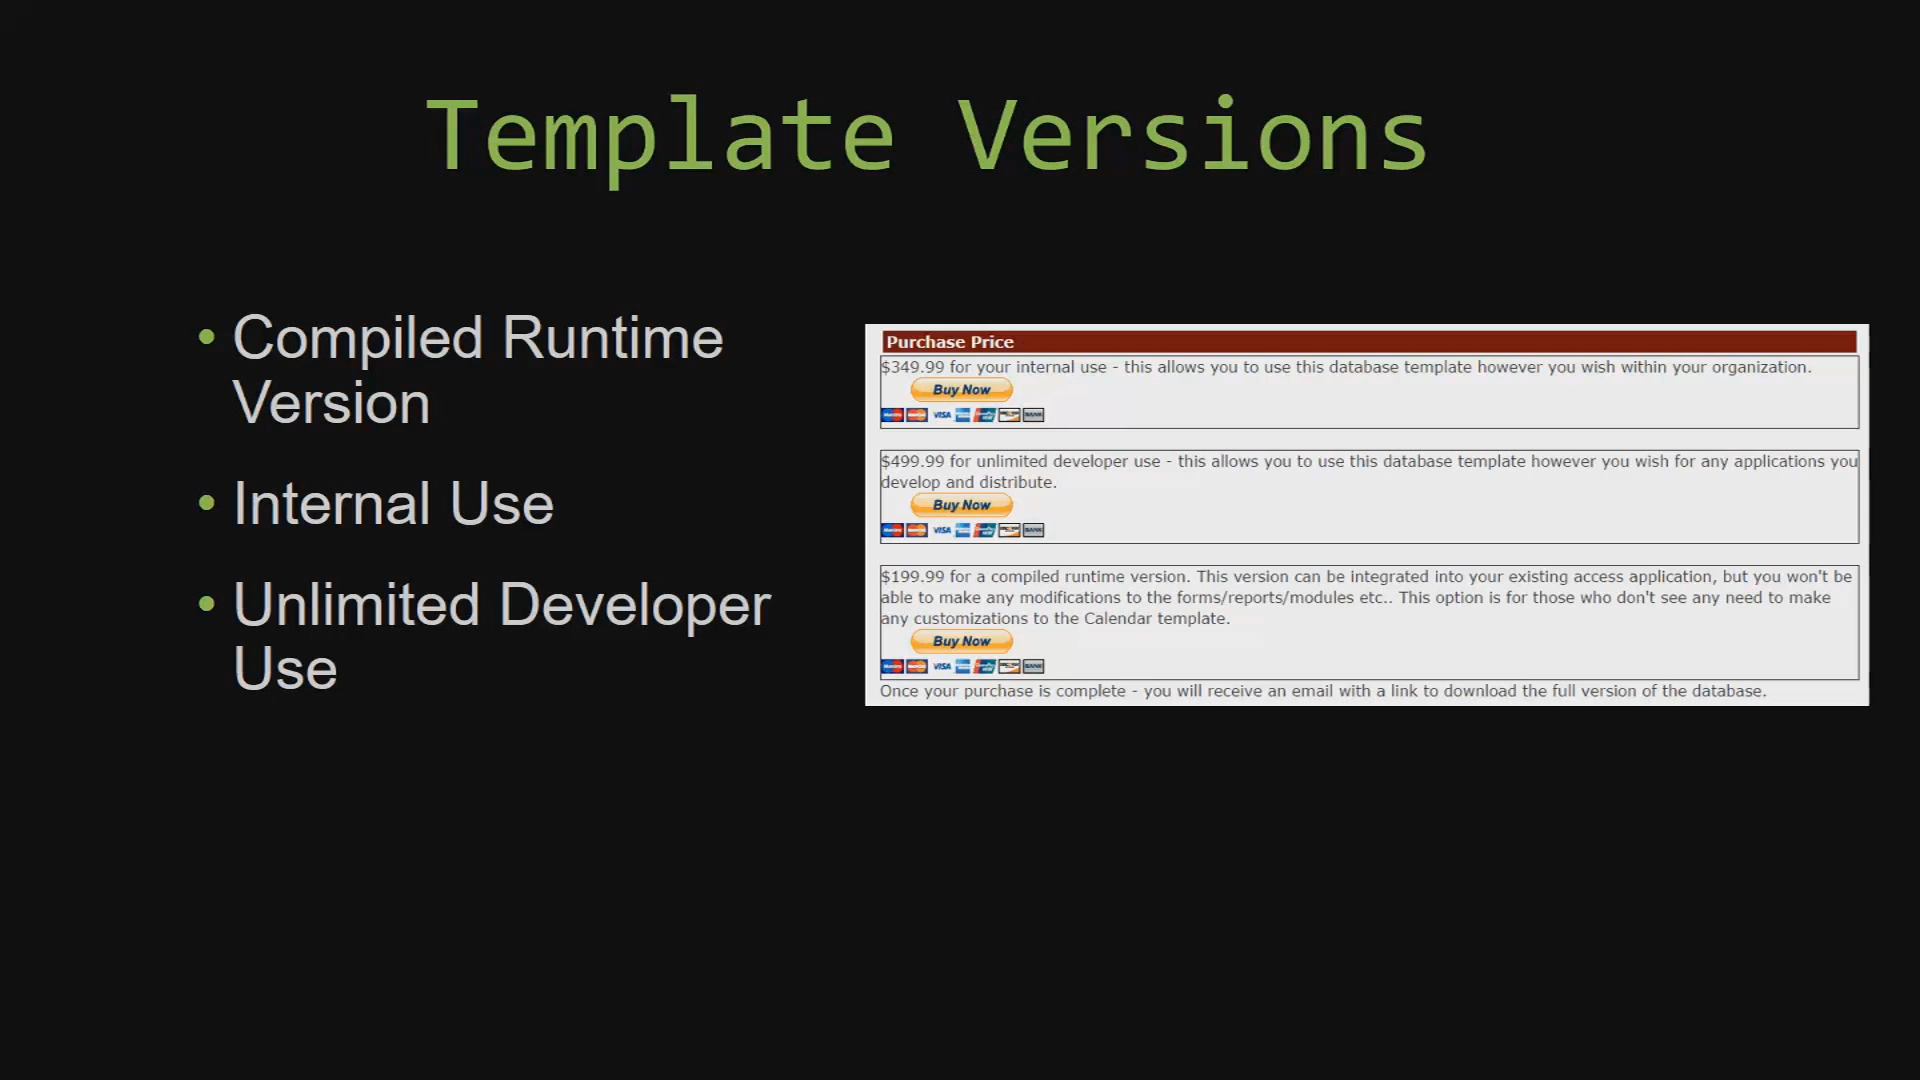 Template Versions
• Compiled Runtime
Version
• Internal Use
• Unlimited Developer
Use
Purchase Price
$349.99 for your internal use - this allows you to use this database template however you wish within your organization.
Buy Now
VISA
$499.99 for unlimited developer use - this allows you to use this database template however you wish for any applications you
develop and distribute.
Buy Now
VISA
$199.99 for a compiled runtime version. This version can be integrated into your existing access application, but you won't be
able to make any modifications to the forms/reports/modules etc.. This option is for those who don't see any need to make
any customizations to the Calendar template.
Buy Now
VISA
Once your purchase is complete - you will receive an email with a link to download the full version of the database.